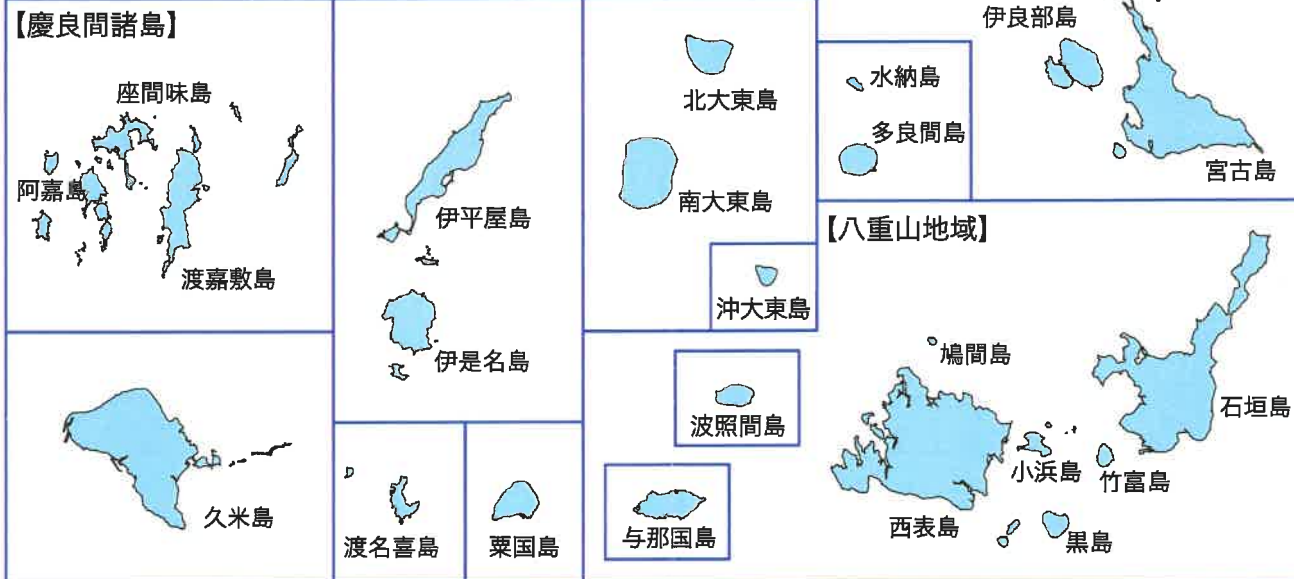 【慶良間諸島】
座間味島
阿嘉島
渡嘉敷島
久米島
伊平屋島
伊是名島
渡名喜島
粟国島
北大東島
南大東島
沖大東島
波照間島
与那国島
水納島
多良間島
伊良部島
宮古島
【八重山地域】
鳩間島
石垣島
小浜島
竹富島
西表島
黒島